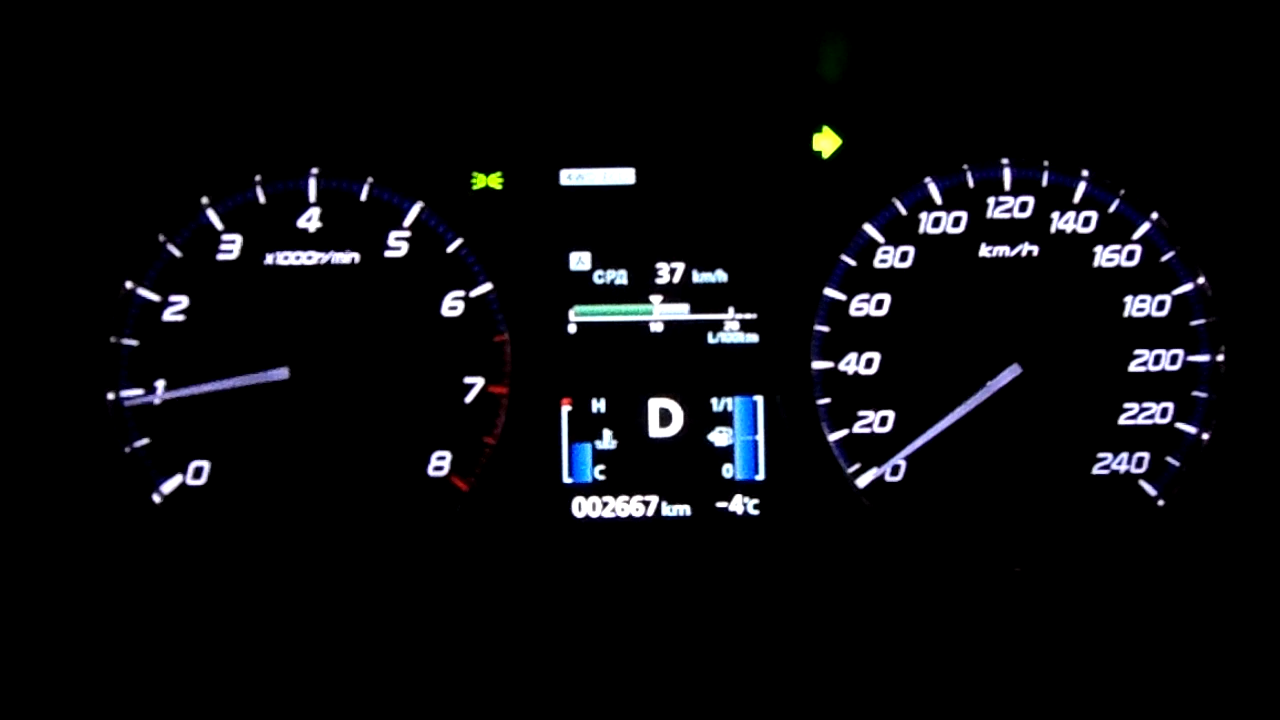 0
1
2
3
4
5
6
7
8
x1000r/min
4WD ECO
A
СРД 37 km/h
0 10 20
L/100km
H D 1/1
C 0
002667 km -4°C
0
20
40
60
80
100
120
140
160
180
200
220
240
km/h